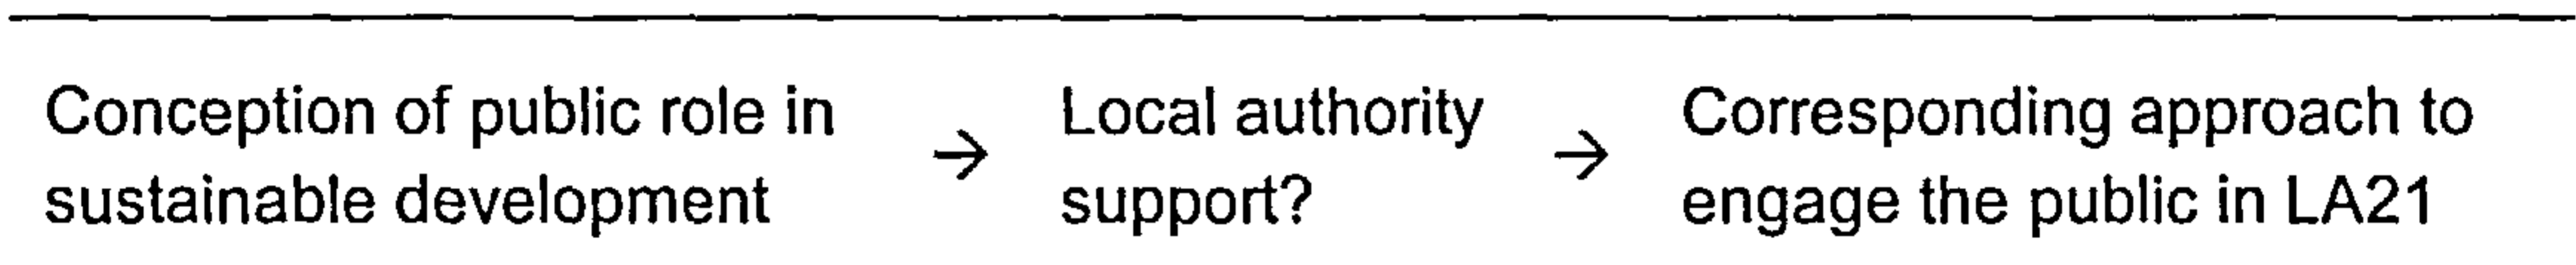 Conception of public role in sustainable development → Local authority support? → Corresponding approach to engage the public in LA21